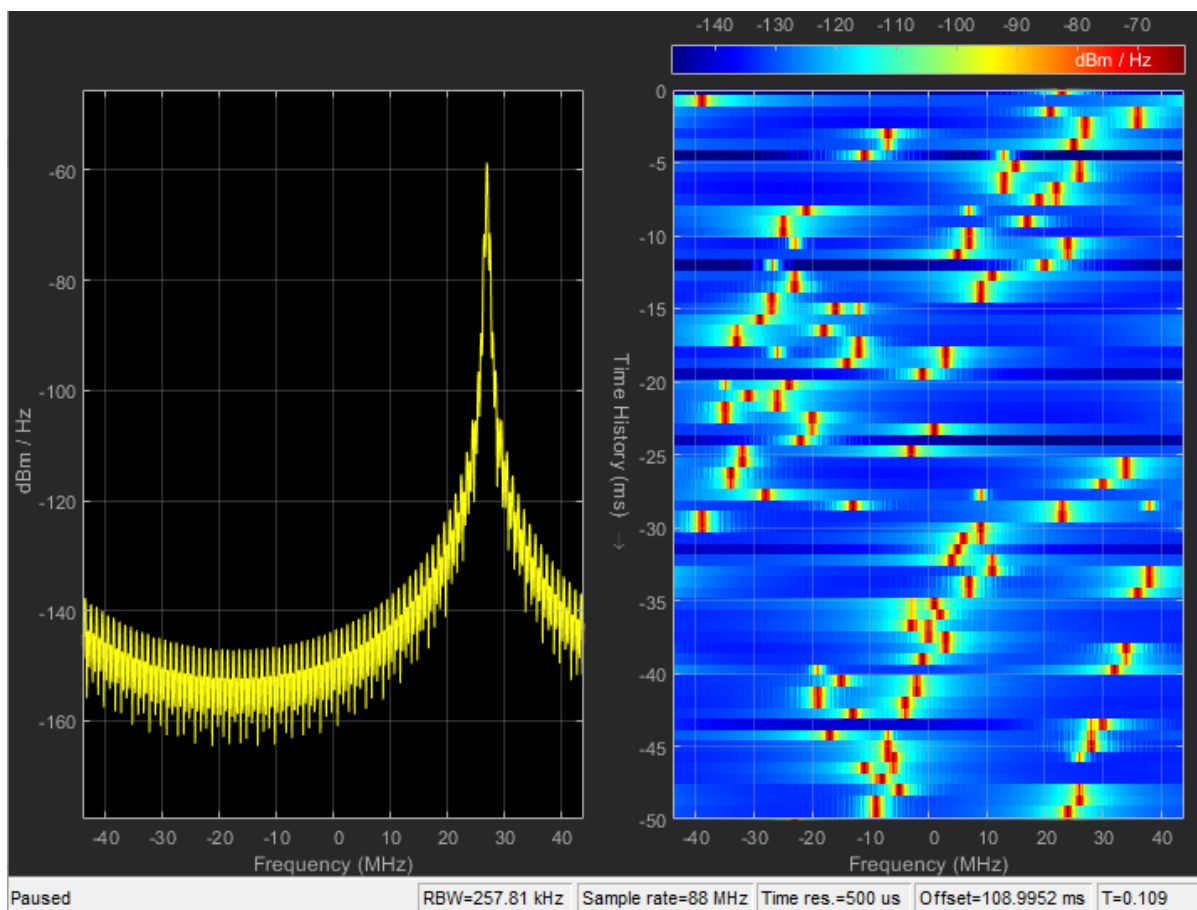 -140 -130 -120 -110 -100 -90 -80 -70
dBm / Hz
-60
-80
-100
-120
-140
-160
dBm / Hz
-40 -30 -20 -10 0 10 20 30 40
Frequency (MHz)
0
-5
-10
-15
-20
-25
-30
-35
-40
-45
-50
Time History (ms) →
-40 -30 -20 -10 0 10 20 30 40
Frequency (MHz)
Paused RBW=257.81 kHz Sample rate=88 MHz Time res.=500 us Offset=108.9952 ms T=0.109